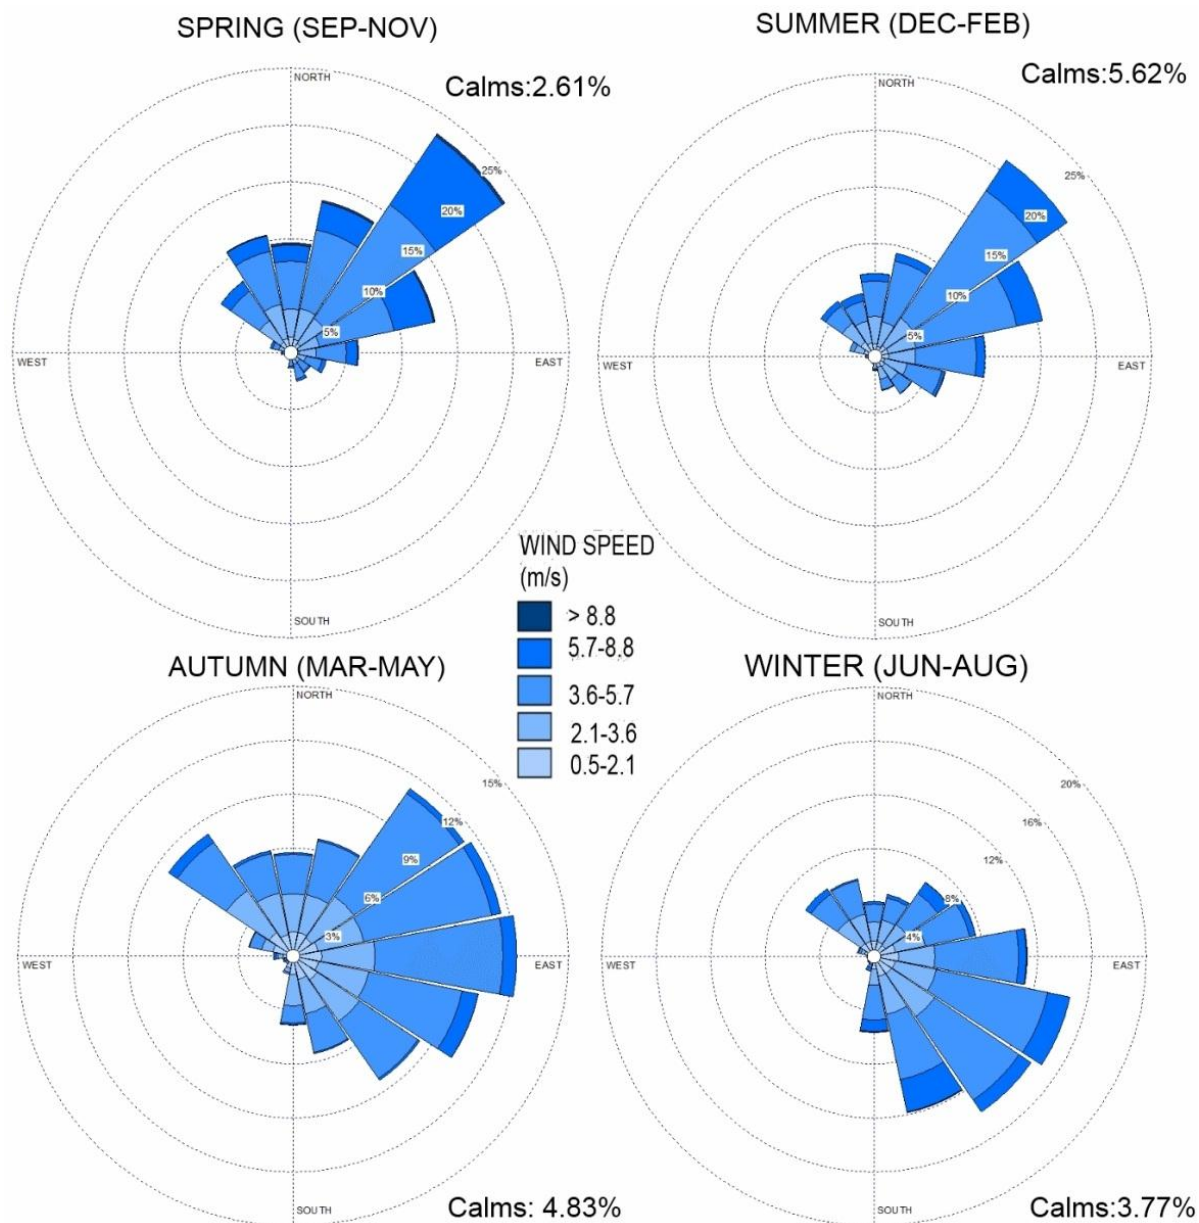 SPRING (SEP-NOV)
Calms:2.61%
NORTH
25%
20%
15%
10%
5%
WEST
EAST
SOUTH
SUMMER (DEC-FEB)
Calms:5.62%
NORTH
25%
20%
15%
10%
5%
WEST
EAST
SOUTH
WIND SPEED
(m/s)
> 8.8
5.7-8.8
3.6-5.7
2.1-3.6
0.5-2.1
AUTUMN (MAR-MAY)
NORTH
15%
12%
9%
6%
3%
WEST
EAST
SOUTH
Calms: 4.83%
WINTER (JUN-AUG)
NORTH
20%
16%
12%
8%
4%
WEST
EAST
SOUTH
Calms:3.77%